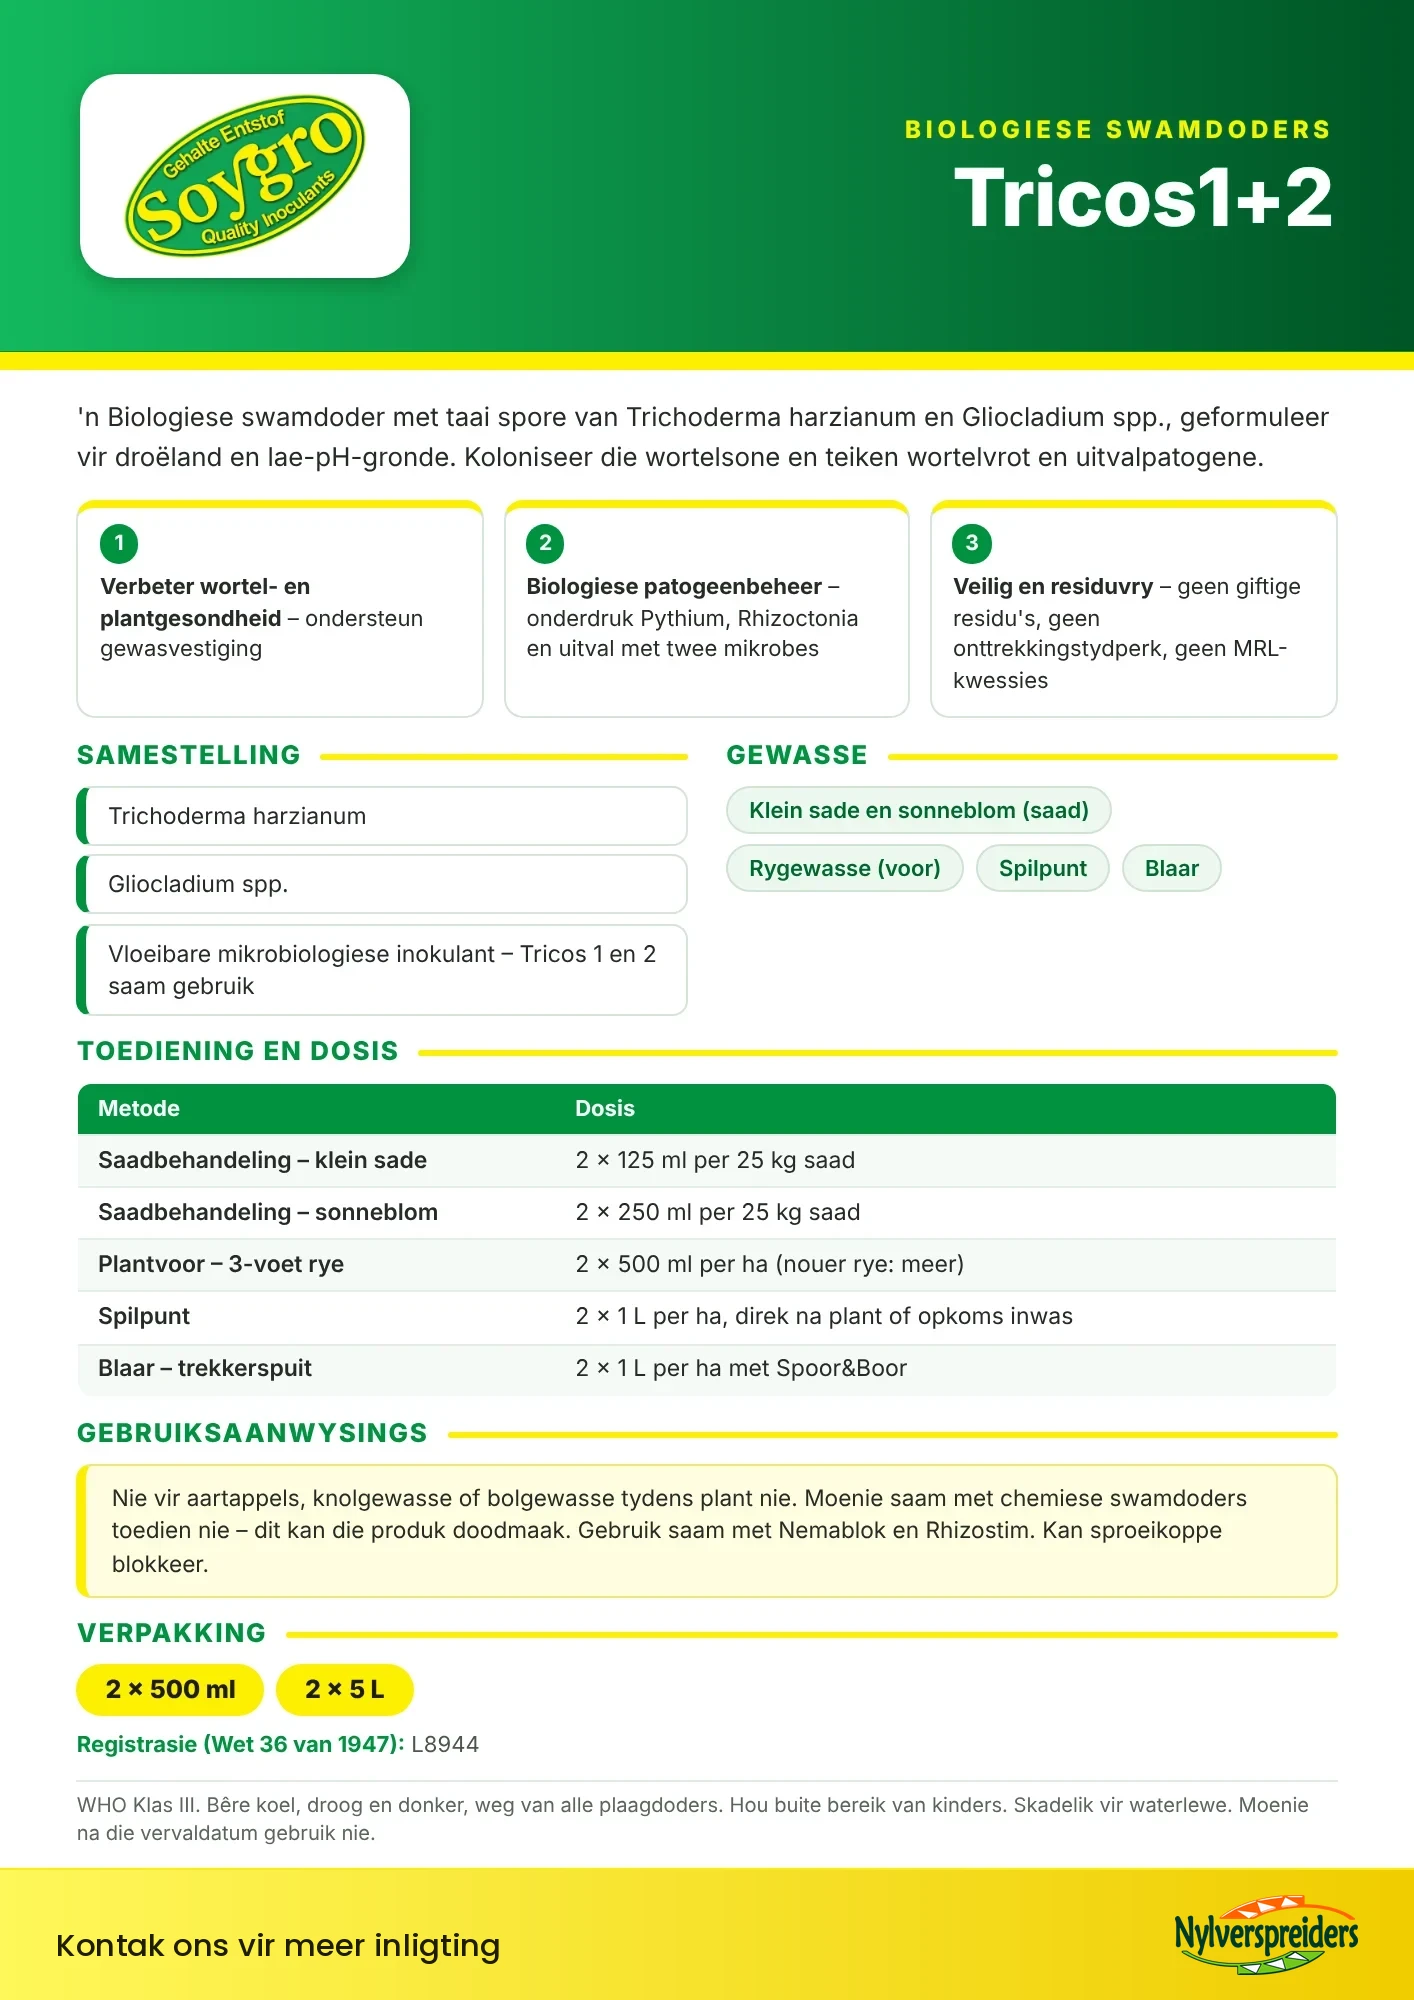 Gehalte Entstof
Soygro
Quality Inoculants
BIOLOGIESE SWAMDODERS
Tricos1+2
'n Biologiese swamdoder met taai spore van Trichoderma harzianum en Gliocladium spp., geformuleer
vir droëland en lae-pH-gronde. Koloniseer die wortelsone en teiken wortelvrot en uitvalpatogene.
1
Verbeter wortel- en
plantgesondheid – ondersteun
gewasvestiging
2
Biologiese patogeenbeheer –
onderdruk Pythium, Rhizoctonia
en uitval met twee mikrobes
3
Veilig en residuvry – geen giftige
residu's, geen
onttrekkingstydperk, geen MRL-
kwessies
SAMESTELLING
Trichoderma harzianum
Gliocladium spp.
Vloeibare mikrobiologiese inokulant – Tricos 1 en 2
saam gebruik
GEWASSE
Klein sade en sonneblom (saad)
Rygewasse (voor) Spilpunt Blaar
TOEDIENING EN DOSIS
Metode Dosis
Saadbehandeling – klein sade 2 × 125 ml per 25 kg saad
Saadbehandeling – sonneblom 2 × 250 ml per 25 kg saad
Plantvoor – 3-voet rye 2 × 500 ml per ha (nouer rye: meer)
Spilpunt 2 × 1 L per ha, direk na plant of opkoms inwas
Blaar – trekkerspuit 2 × 1 L per ha met Spoor&Boor
GEBRUIKSAANWYSINGS
Nie vir aartappels, knolgewasse of bolgewasse tydens plant nie. Moenie saam met chemiese swamdoders
toedien nie – dit kan die produk doodmaak. Gebruik saam met Nemablok en Rhizostim. Kan sproeikoppe
blokkeer.
VERPAKKING
2 × 500 ml 2 × 5 L
Registrasie (Wet 36 van 1947): L8944
WHO Klas III. Bêre koel, droog en donker, weg van alle plaagdoders. Hou buite bereik van kinders. Skadelik vir waterlewe. Moenie
na die vervaldatum gebruik nie.
Kontak ons vir meer inligting
Nylverspreiders